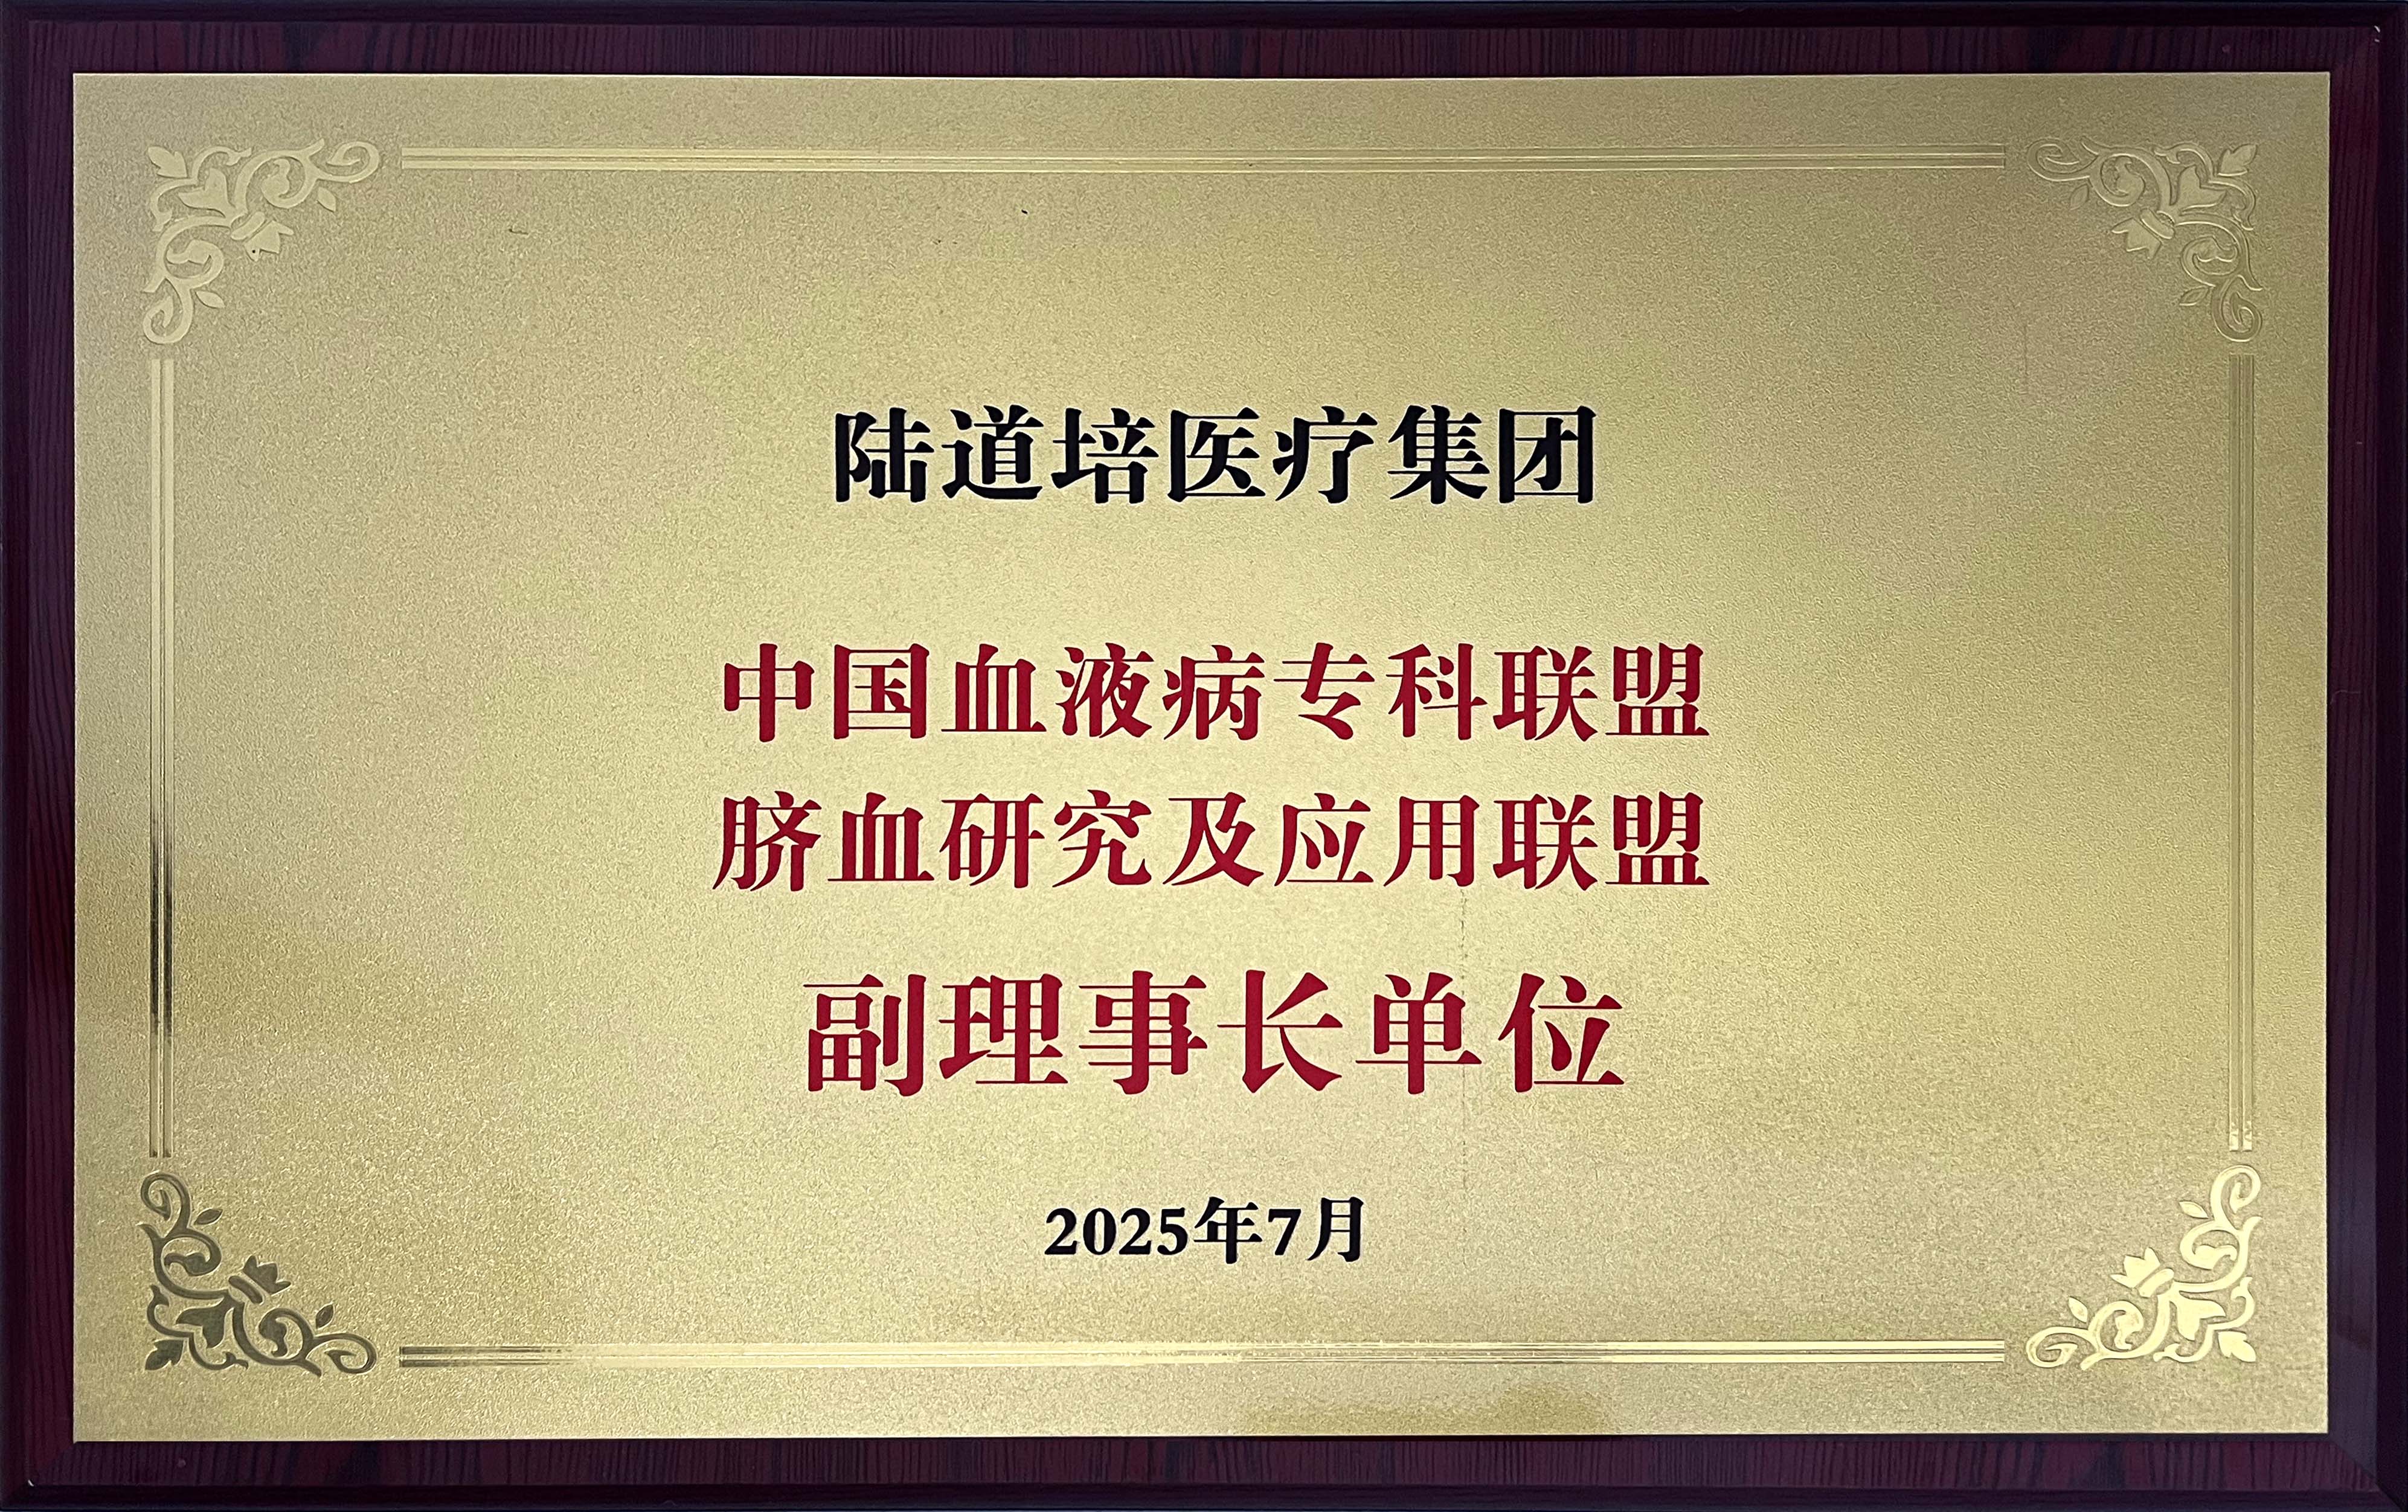 陆道培医疗集团
中国血液病专科联盟
脐血研究及应用联盟
副理事长单位
2025年7月